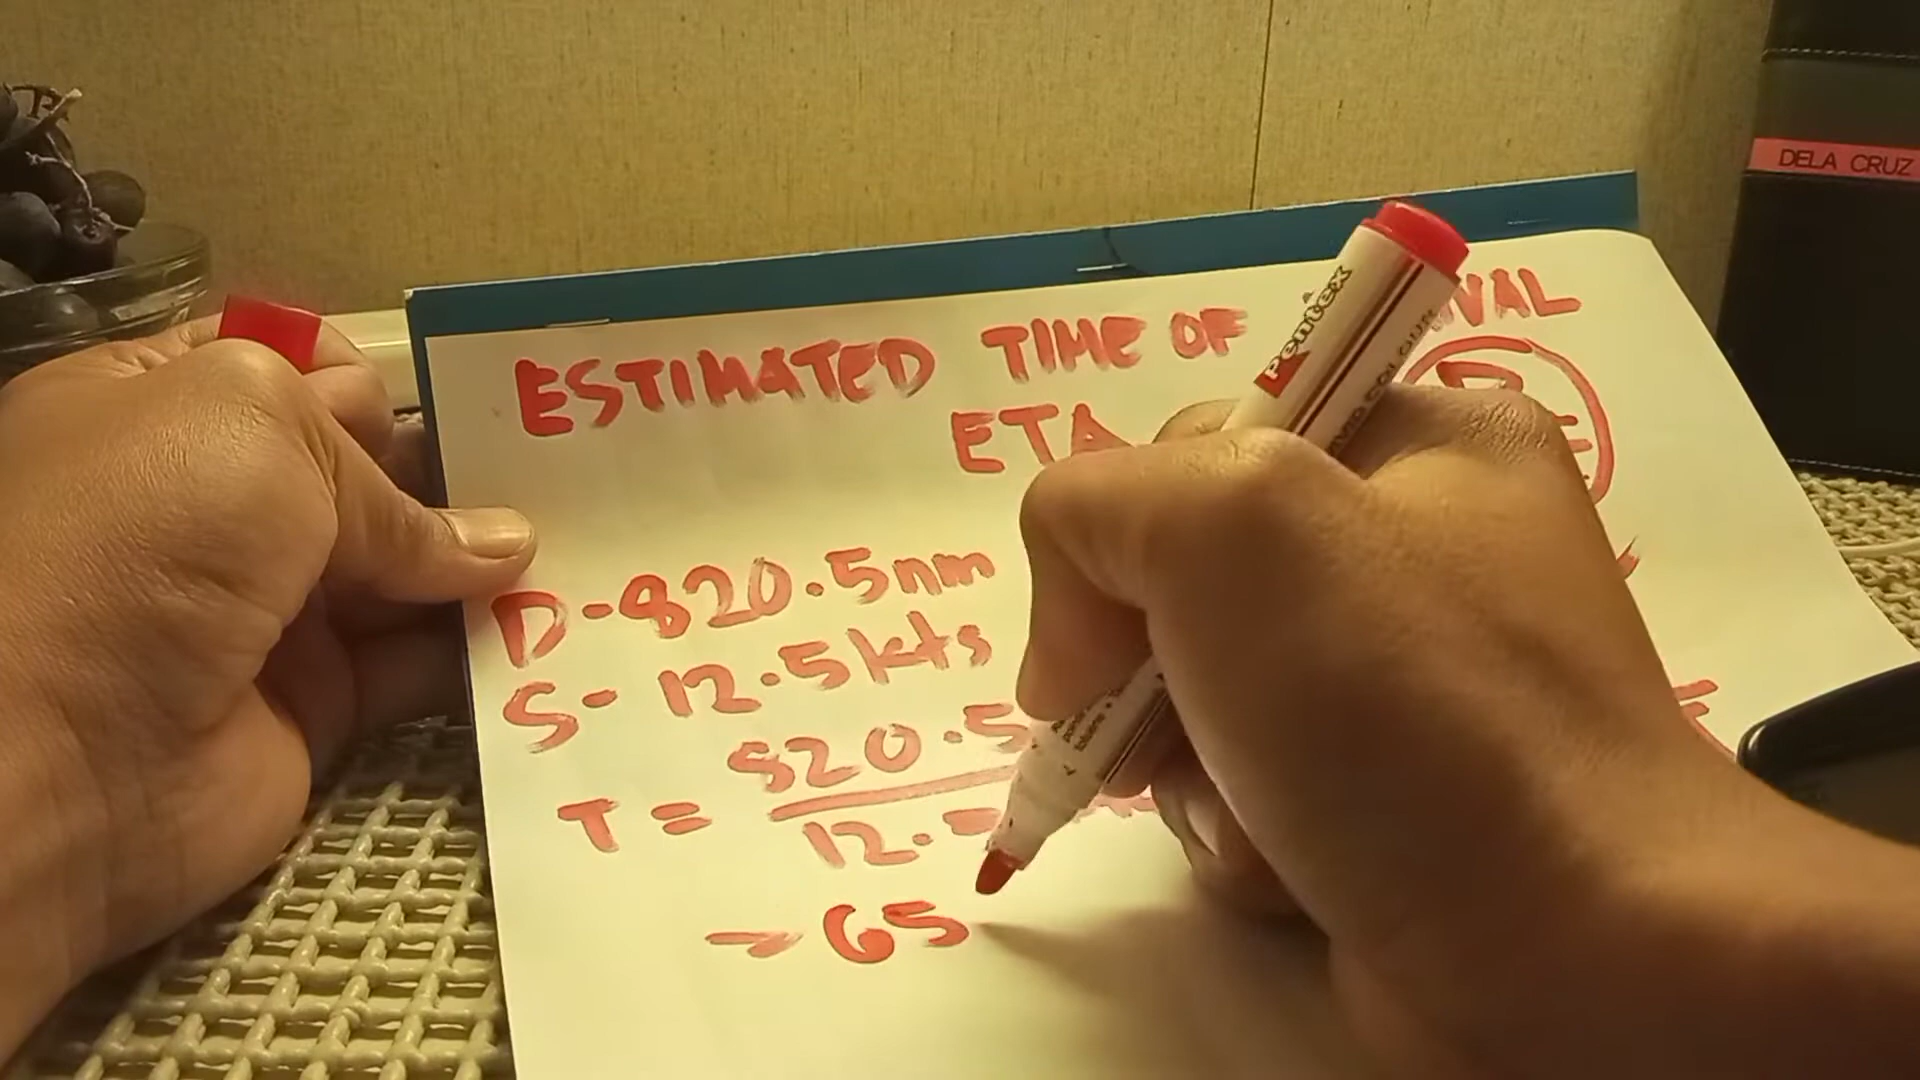 DELA CRUZ
ESTIMATED TIME OF
ETA
D-820.5nm
S- 12.5kts
T = 820.5
12.
65
Pentex